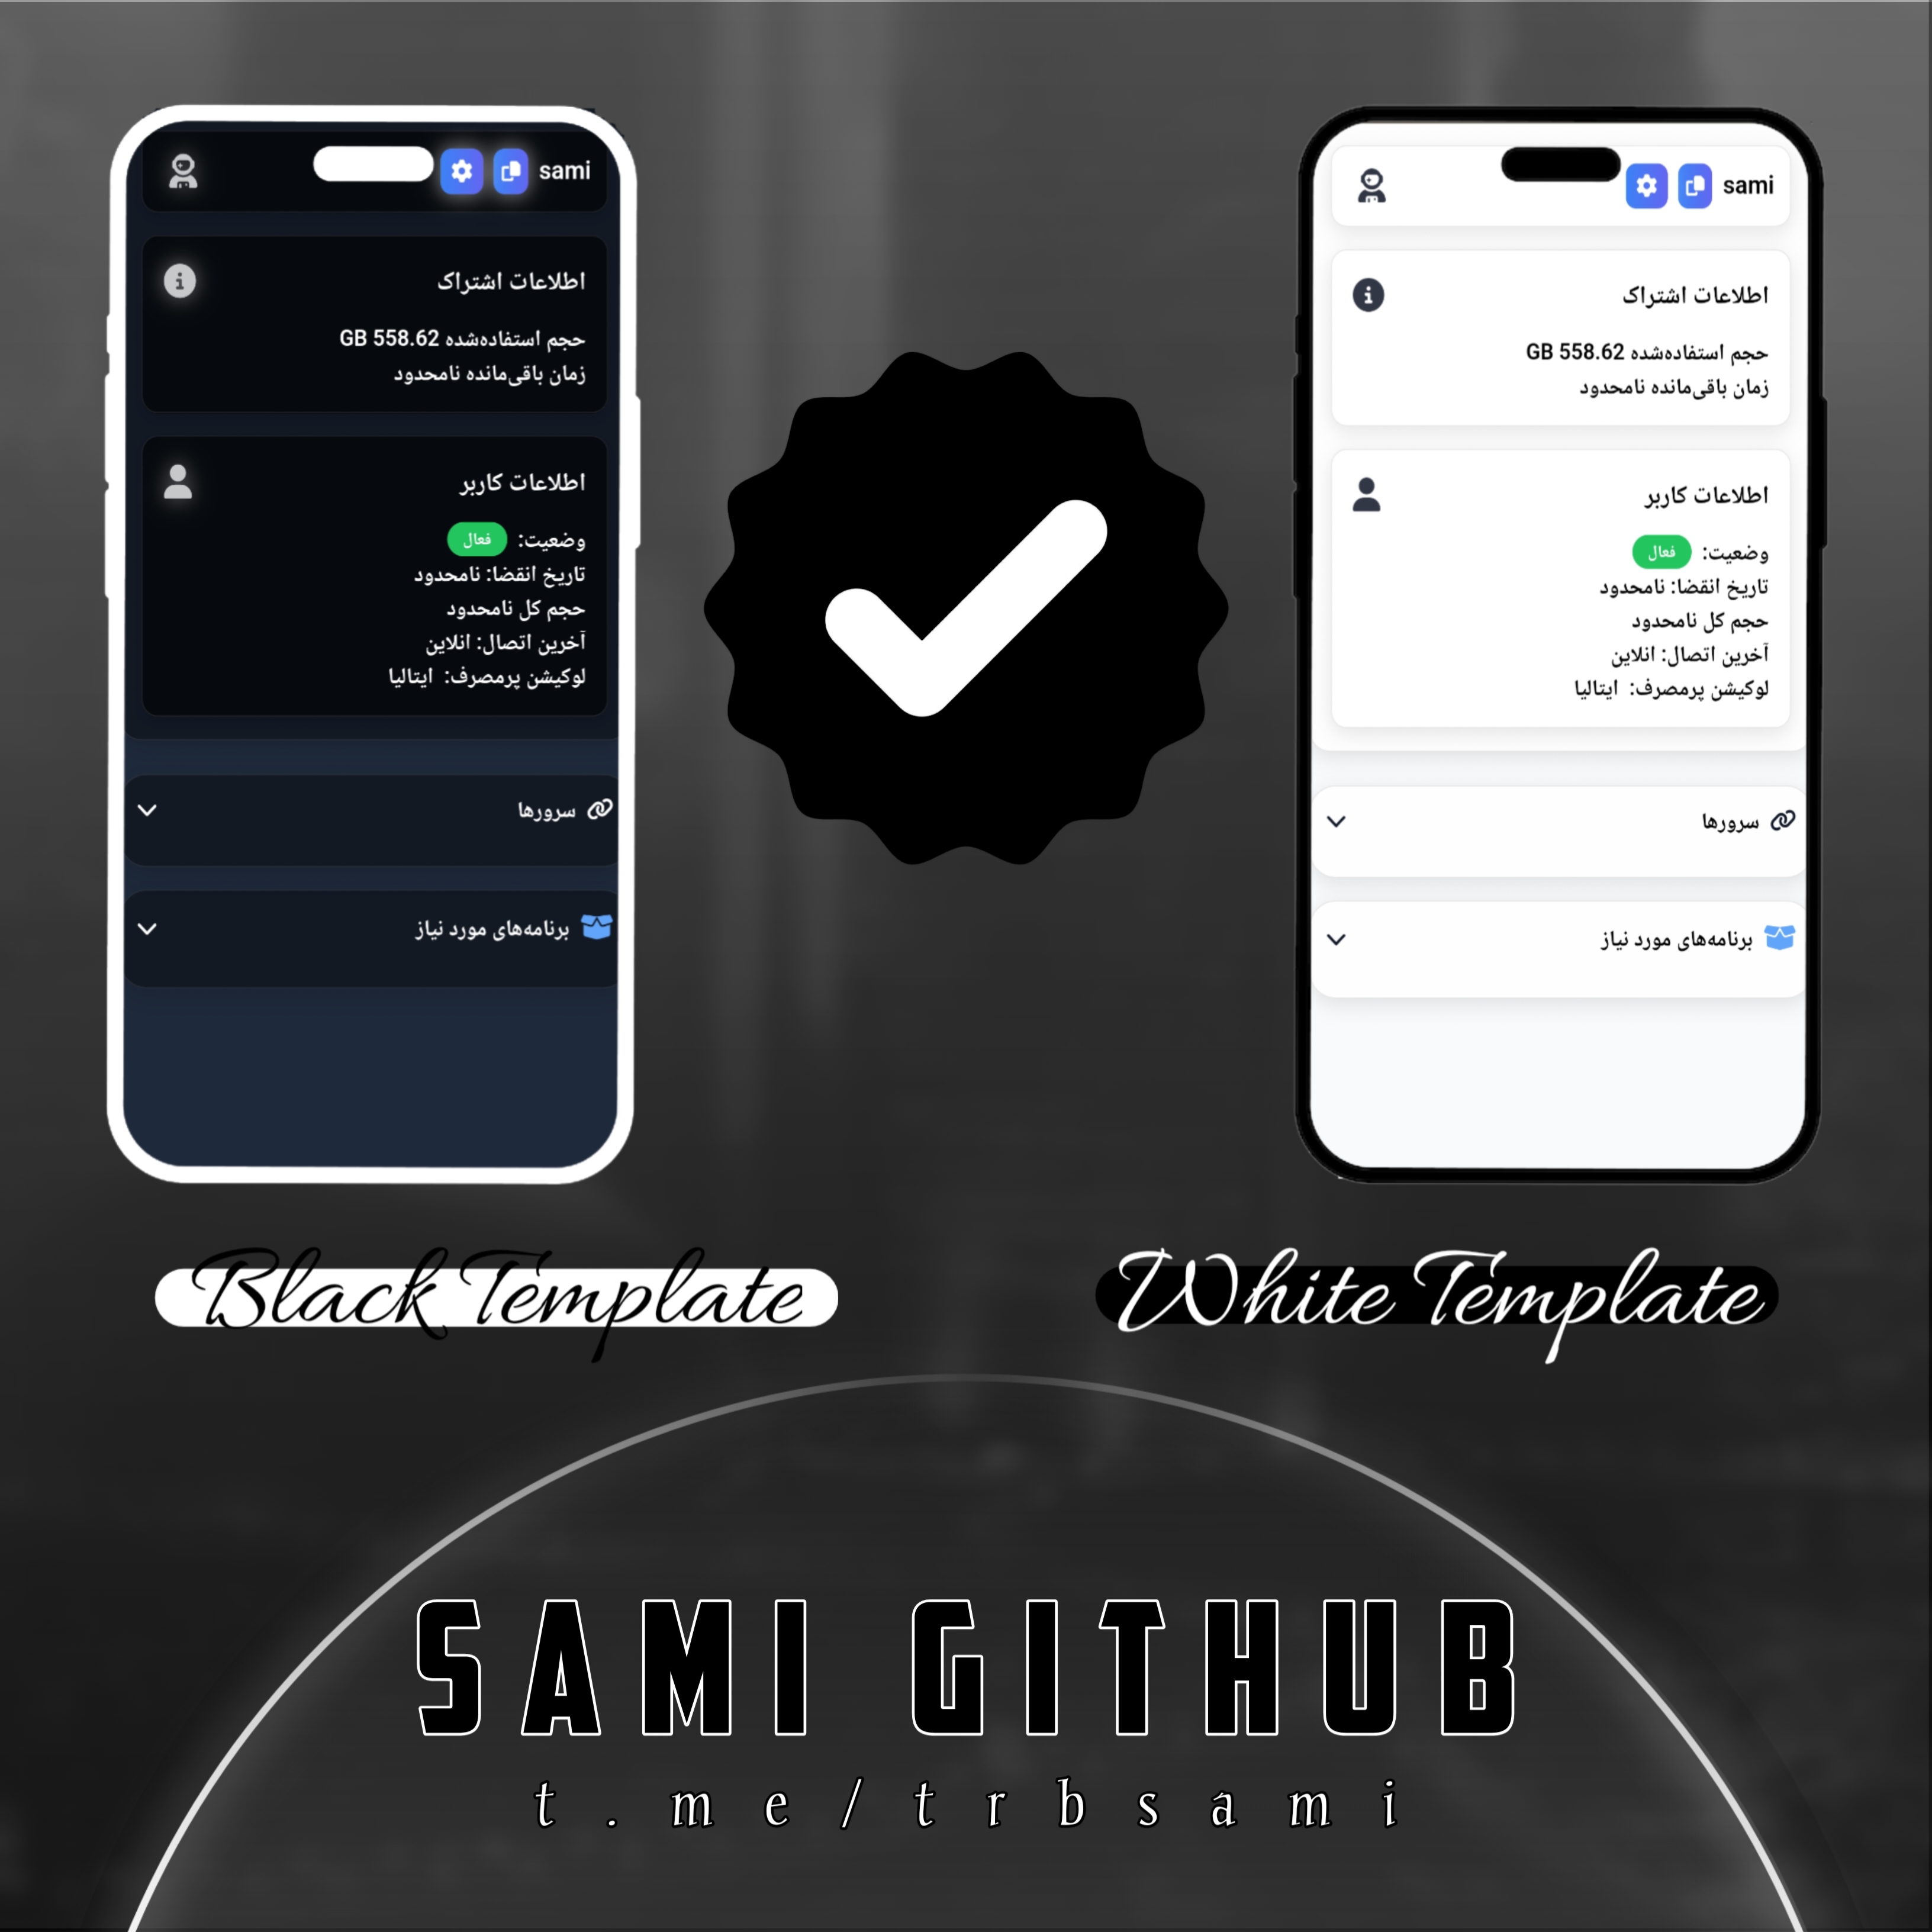 sami
اطلاعات اشتراک
حجم استفاده‌شده 558.62 GB
زمان باقی‌مانده نامحدود
اطلاعات کاربر
وضعیت: فعال
تاریخ انقضا: نامحدود
حجم کل نامحدود
آخرین اتصال: انلاین
لوکیشن پرمصرف: ایتالیا
سرورها
برنامه‌های مورد نیاز
Black Template
sami
اطلاعات اشتراک
حجم استفاده‌شده 558.62 GB
زمان باقی‌مانده نامحدود
اطلاعات کاربر
وضعیت: فعال
تاریخ انقضا: نامحدود
حجم کل نامحدود
آخرین اتصال: انلاین
لوکیشن پرمصرف: ایتالیا
سرورها
برنامه‌های مورد نیاز
White Template
SAMI GITHUB
t.me/trbsami